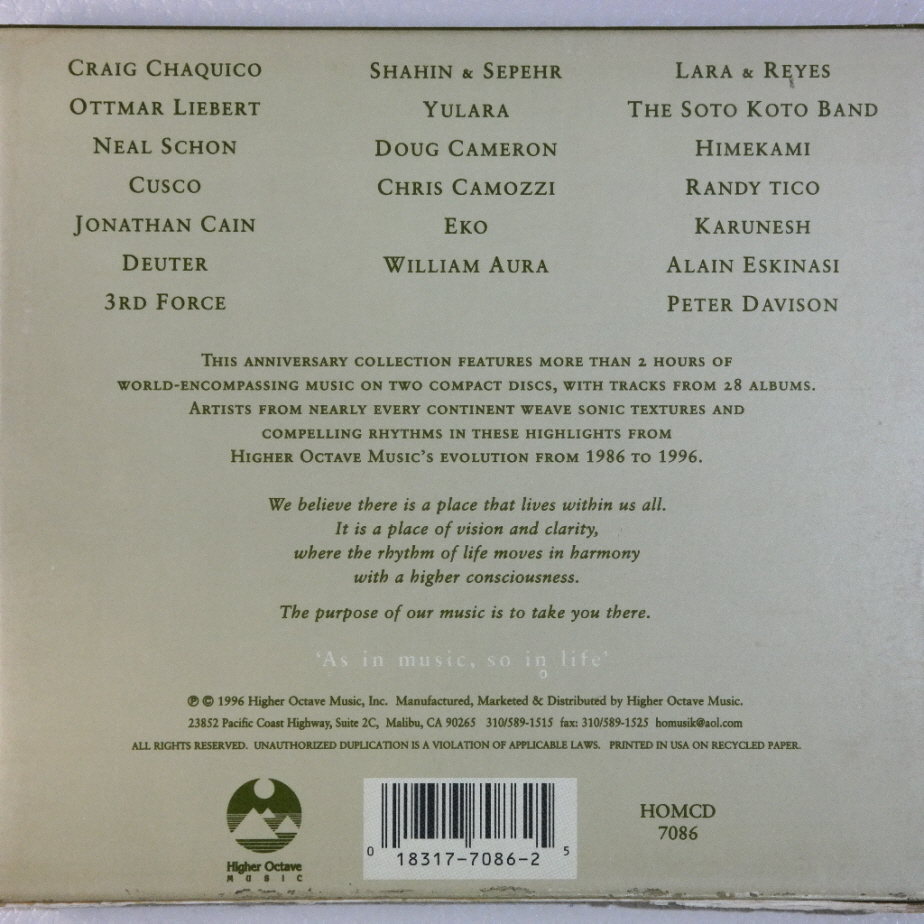 CRAIG CHAQUICO
OTTMAR LIEBERT
NEAL SCHON
CUSCO
JONATHAN CAIN
DEUTER
3RD FORCE
SHAHIN & SEPEHR
YULARA
DOUG CAMERON
CHRIS CAMOZZI
EKO
WILLIAM AURA
LARA & REYES
THE SOTO KOTO BAND
HIMEKAMI
RANDY TICO
KARUNESH
ALAIN ESKINASI
PETER DAVISON
THIS ANNIVERSARY COLLECTION FEATURES MORE THAN 2 HOURS OF
WORLD-ENCOMPASSING MUSIC ON TWO COMPACT DISCS, WITH TRACKS FROM 28 ALBUMS.
ARTISTS FROM NEARLY EVERY CONTINENT WEAVE SONIC TEXTURES AND
COMPELLING RHYTHMS IN THESE HIGHLIGHTS FROM
HIGHER OCTAVE MUSIC'S EVOLUTION FROM 1986 TO 1996.
We believe there is a place that lives within us all.
It is a place of vision and clarity,
where the rhythm of life moves in harmony
with a higher consciousness.
The purpose of our music is to take you there.
'As in music, so in life'
℗ © 1996 Higher Octave Music, Inc. Manufactured, Marketed & Distributed by Higher Octave Music.
23852 Pacific Coast Highway, Suite 2C, Malibu, CA 90265 310/589-1515 fax: 310/589-1525 homusik@aol.com
ALL RIGHTS RESERVED. UNAUTHORIZED DUPLICATION IS A VIOLATION OF APPLICABLE LAWS. PRINTED IN USA ON RECYCLED PAPER.
Higher Octave
MUSIC
0 18317-7086-2 5
HOMCD
7086